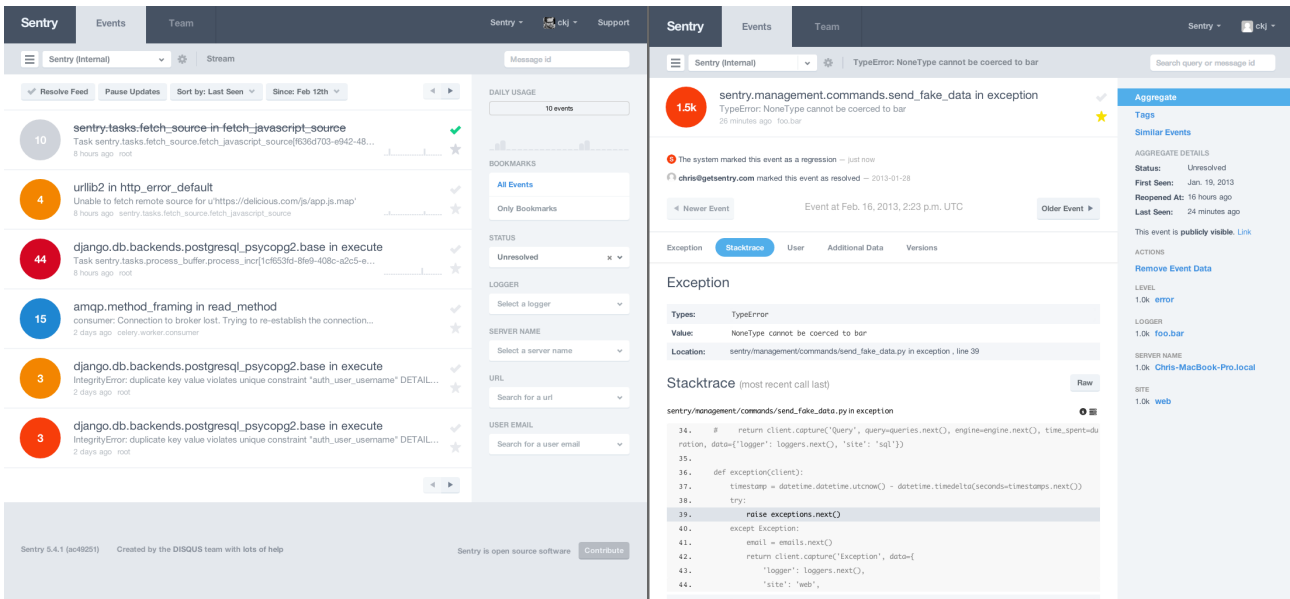 Sentry Events Team Sentry ckj Support
Sentry (Internal) Stream Message id
Resolve Feed Pause Updates Sort by: Last Seen Since: Feb 12th
10
sentry.tasks.fetch_source in fetch_javascript_source
Task sentry.tasks.fetch_source.fetch_javascript_source[f636d703-e942-48...
8 hours ago root
4
urllib2 in http_error_default
Unable to fetch remote source for u'https://delicious.com/js/app.js.map'
8 hours ago sentry.tasks.fetch_source.fetch_javascript_source
44
django.db.backends.postgresql_psycopg2.base in execute
Task sentry.tasks.process_buffer.process_incr[1cf653fd-8fe9-408c-a2c5-e...
8 hours ago root
15
amqp.method_framing in read_method
consumer: Connection to broker lost. Trying to re-establish the connection...
2 days ago celery.worker.consumer
3
django.db.backends.postgresql_psycopg2.base in execute
IntegrityError: duplicate key value violates unique constraint "auth_user_username" DETAIL...
2 days ago root
3
django.db.backends.postgresql_psycopg2.base in execute
IntegrityError: duplicate key value violates unique constraint "auth_user_username" DETAIL...
2 days ago root
DAILY USAGE
10 events
BOOKMARKS
All Events
Only Bookmarks
STATUS
Unresolved
LOGGER
Select a logger
SERVER NAME
Select a server name
URL
Search for a url
USER EMAIL
Search for a user email
Sentry 5.4.1 (ac49251) Created by the DISQUS team with lots of help Sentry is open source software Contribute
Sentry Events Team Sentry ckj
Sentry (Internal) TypeError: NoneType cannot be coerced to bar Search query or message id
1.5k
sentry.management.commands.send_fake_data in exception
TypeError: NoneType cannot be coerced to bar
26 minutes ago foo.bar
S The system marked this event as a regression — just now
chris@getsentry.com marked this event as resolved — 2013-01-28
Newer Event Event at Feb. 16, 2013, 2:23 p.m. UTC Older Event
Exception Stacktrace User Additional Data Versions
Exception
Types: TypeError
Value: NoneType cannot be coerced to bar
Location: sentry/management/commands/send_fake_data.py in exception , line 39
Stacktrace (most recent call last) Raw
sentry/management/commands/send_fake_data.py in exception
34. # return client.capture('Query', query=queries.next(), engine=engine.next(), time_spent=du
ration, data={'logger': loggers.next(), 'site': 'sql'})
35.
36. def exception(client):
37. timestamp = datetime.datetime.utcnow() - datetime.timedelta(seconds=timestamps.next())
38. try:
39. raise exceptions.next()
40. except Exception:
41. email = emails.next()
42. return client.capture('Exception', data={
43. 'logger': loggers.next(),
44. 'site': 'web',
Aggregate
Tags
Similar Events
AGGREGATE DETAILS
Status: Unresolved
First Seen: Jan. 19, 2013
Reopened At: 16 hours ago
Last Seen: 24 minutes ago
This event is publicly visible. Link
ACTIONS
Remove Event Data
LEVEL
1.0k error
LOGGER
1.0k foo.bar
SERVER NAME
1.0k Chris-MacBook-Pro.local
SITE
1.0k web